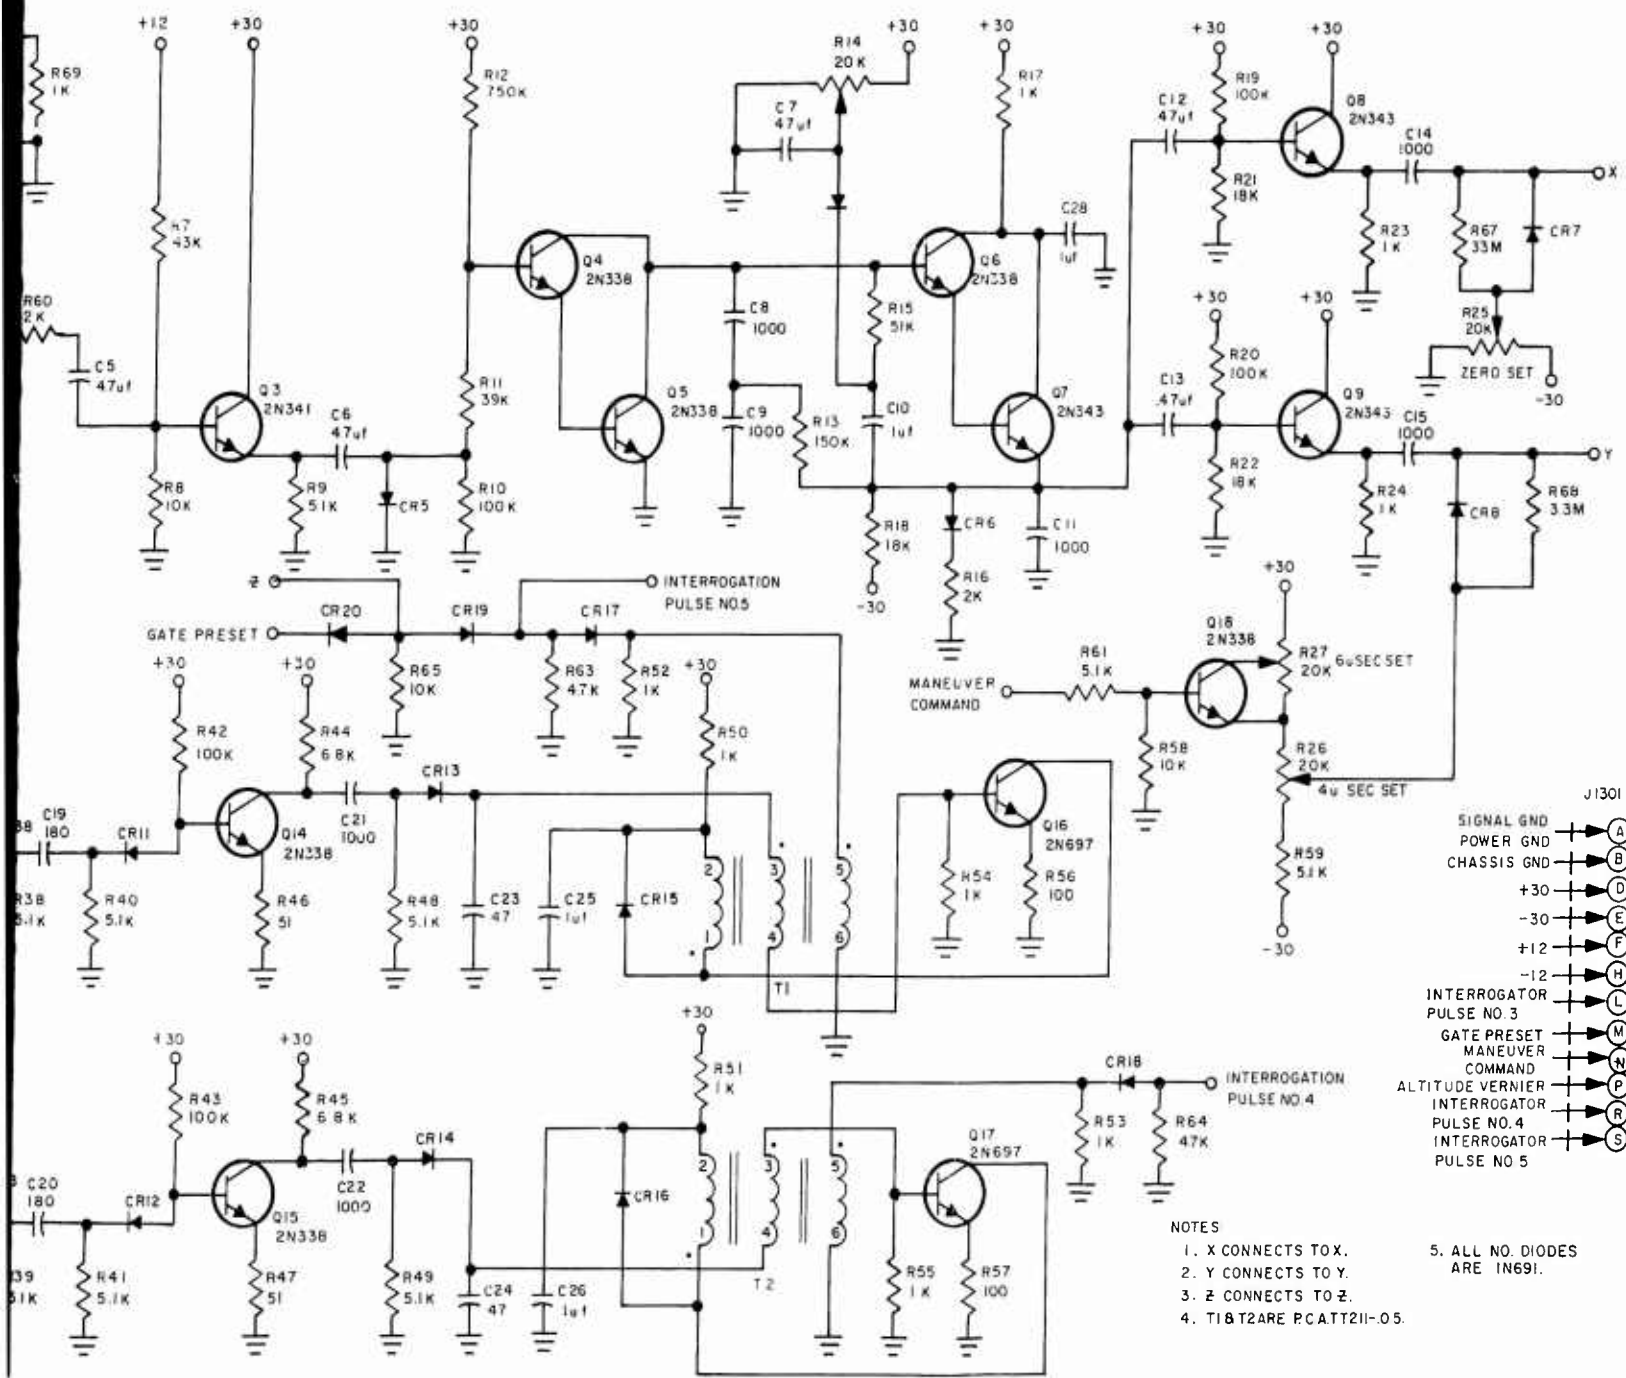 +12
+30
+30
+30
+30
+30
+30
R69
1K
R12
750K
R14
20K
R17
1K
C7
47uf
C12
47uf
R19
100K
Q8
2N343
C14
1000
X
R21
18K
R23
1K
R67
33M
CR7
43K
Q4
2N338
Q6
2N338
C28
1uf
R60
2K
C8
1000
R15
51K
+30
+30
R25
20K
ZERO SET
-30
C5
47uf
R20
100K
Q3
2N341
C6
47uf
R11
39K
Q5
2N338
C9
1000
R13
150K
C10
1uf
Q7
2N343
C13
.47uf
Q9
2N343
C15
1000
Y
R8
10K
R9
51K
CR5
R10
100K
R18
18K
-30
CR6
R16
2K
C11
1000
R22
18K
R24
1K
CR8
R68
3.3M
Z
INTERROGATION
PULSE NO.5
GATE PRESET
CR20
CR19
CR17
R65
10K
R63
4.7K
R52
1K
+30
+30
+30
+30
Q18
2N338
R27
20K
6uSEC SET
R61
5.1K
MANEUVER
COMMAND
R58
10K
R26
20K
4u SEC SET
R59
5.1K
-30
R42
100K
R44
6.8K
R50
1K
CR13
C21
1000
C19
180
CR11
Q14
2N338
R38
5.1K
R40
5.1K
R46
51
R48
5.1K
C23
47
C25
1uf
CR15
2
1
3
4
5
6
T1
R54
1K
Q16
2N697
R56
100
J1301
SIGNAL GND
A
POWER GND
CHASSIS GND
B
+30
D
-30
E
+12
F
-12
H
INTERROGATOR
PULSE NO.3
L
GATE PRESET
M
MANEUVER
COMMAND
N
ALTITUDE VERNIER
P
INTERROGATOR
PULSE NO.4
R
INTERROGATOR
PULSE NO 5
S
+30
+30
+30
R43
100K
R45
6.8K
R51
1K
CR18
INTERROGATION
PULSE NO.4
R53
1K
R64
47K
CR14
C22
1000
C20
180
CR12
Q15
2N338
R41
5.1K
R47
51
R49
5.1K
C24
47
C26
1uf
CR16
2
1
3
4
5
6
T2
Q17
2N697
R55
1K
R57
100
NOTES
1. X CONNECTS TO X.
2. Y CONNECTS TO Y.
3. Z CONNECTS TO Z.
4. T1 & T2 ARE P.C.A.TT211-.05.
5. ALL NO. DIODES
ARE 1N691.